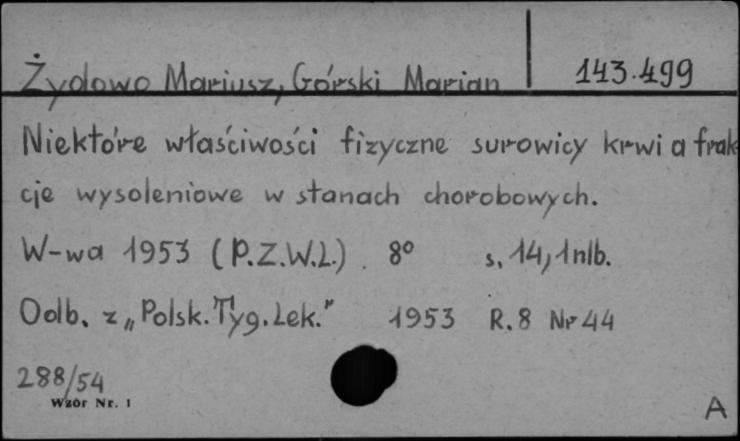 Żydowo Mariusz, Górski Marian 143.499
Niektóre właściwości fizyczne surowicy krwi a frak
cje wysoleniowe w stanach chorobowych.
W-wa 1953 (P.Z.W.L.). 8° s. 14, 1 nlb.
Odb. z „Polsk. Tyg. Lek." 1953 R. 8 Nr 44
288/54
Wzór Nr. 1
A